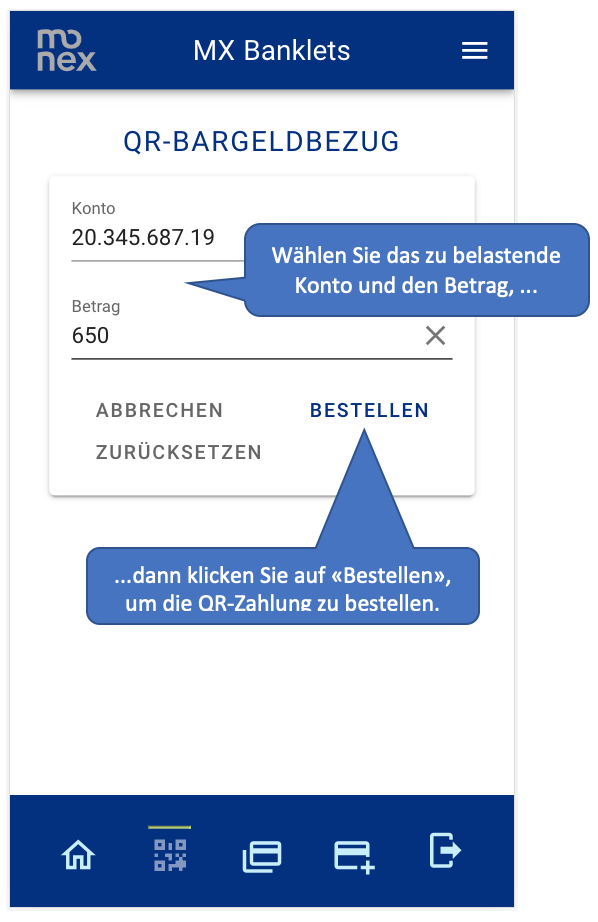 mo
nex
MX Banklets
QR-BARGELDBEZUG
Konto
20.345.687.19
Wählen Sie das zu belastende
Konto und den Betrag, ...
Betrag
650
ABBRECHEN
BESTELLEN
ZURÜCKSETZEN
...dann klicken Sie auf «Bestellen»,
um die QR-Zahlung zu bestellen.